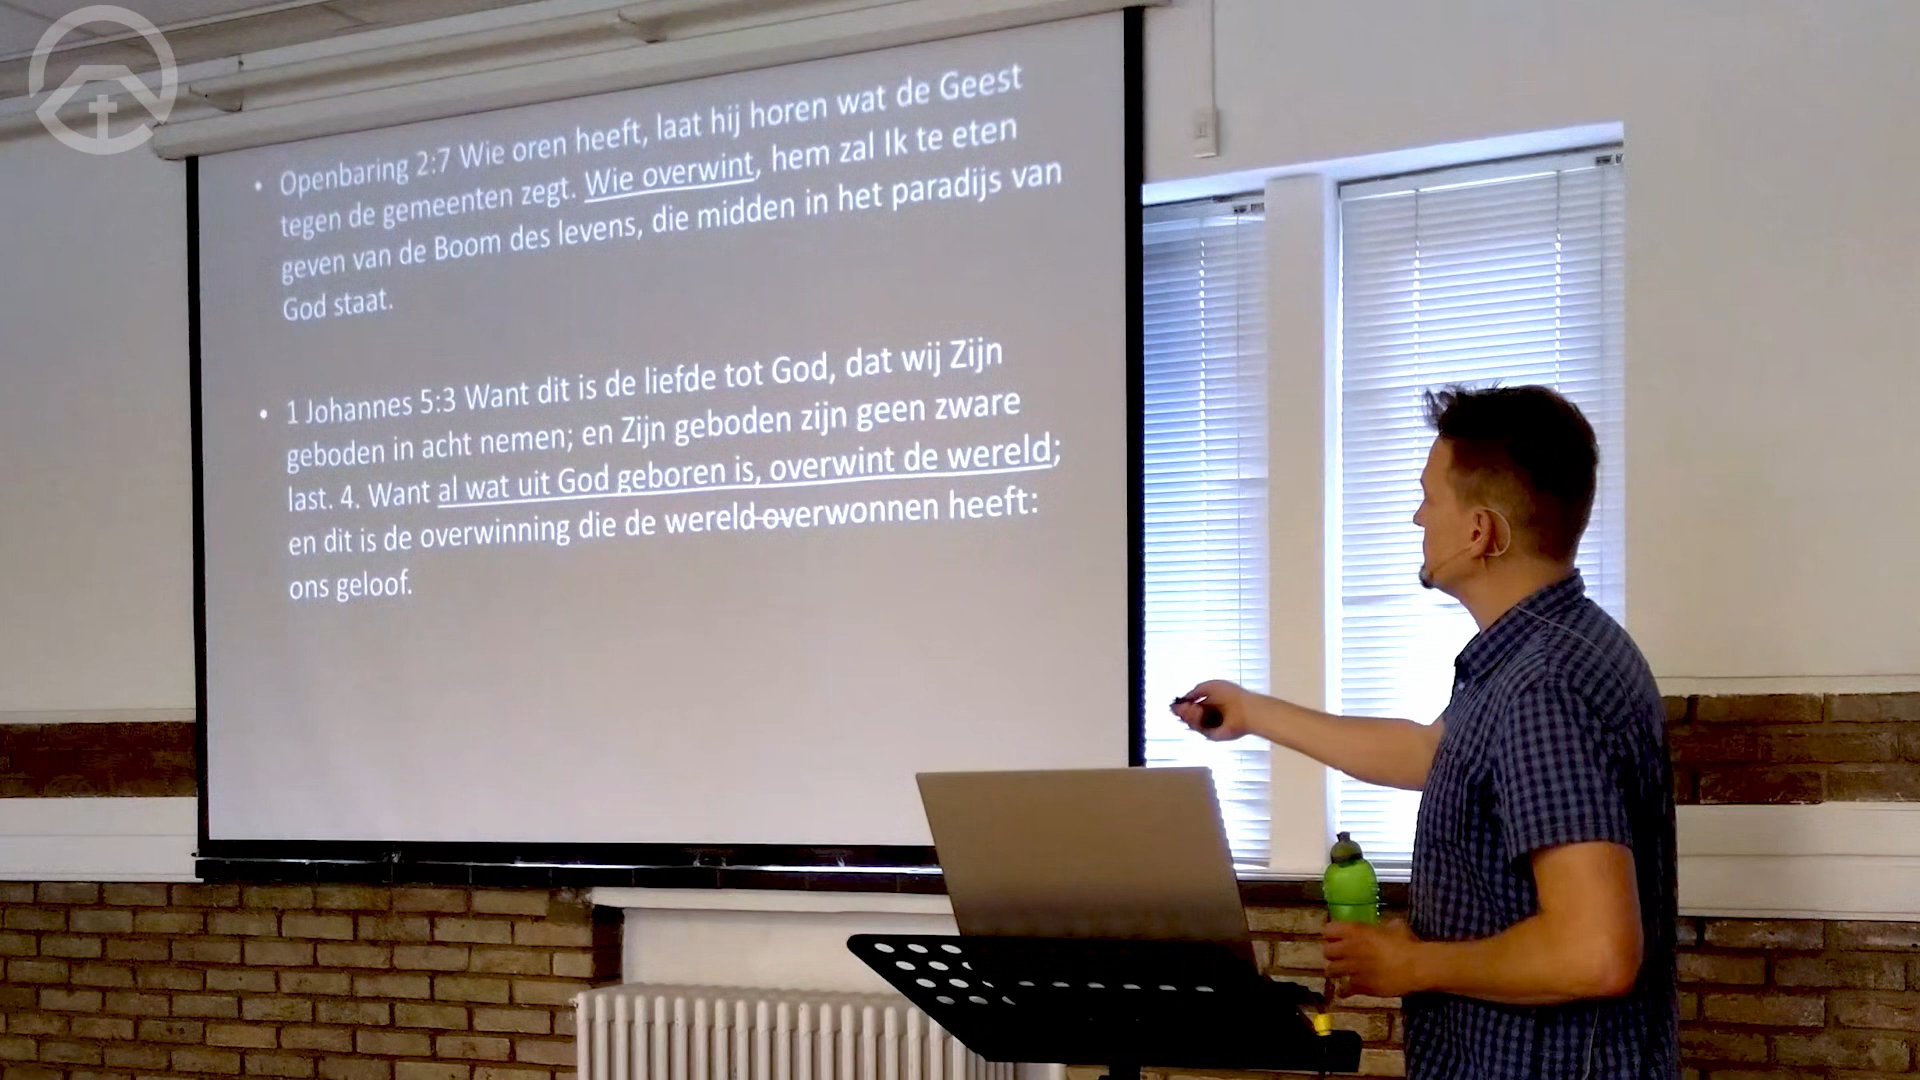 • Openbaring 2:7 Wie oren heeft, laat hij horen wat de Geest
tegen de gemeenten zegt. Wie overwint, hem zal Ik te eten
geven van de Boom des levens, die midden in het paradijs van
God staat.
• 1 Johannes 5:3 Want dit is de liefde tot God, dat wij Zijn
geboden in acht nemen; en Zijn geboden zijn geen zware
last. 4. Want al wat uit God geboren is, overwint de wereld;
en dit is de overwinning die de wereld overwonnen heeft:
ons geloof.